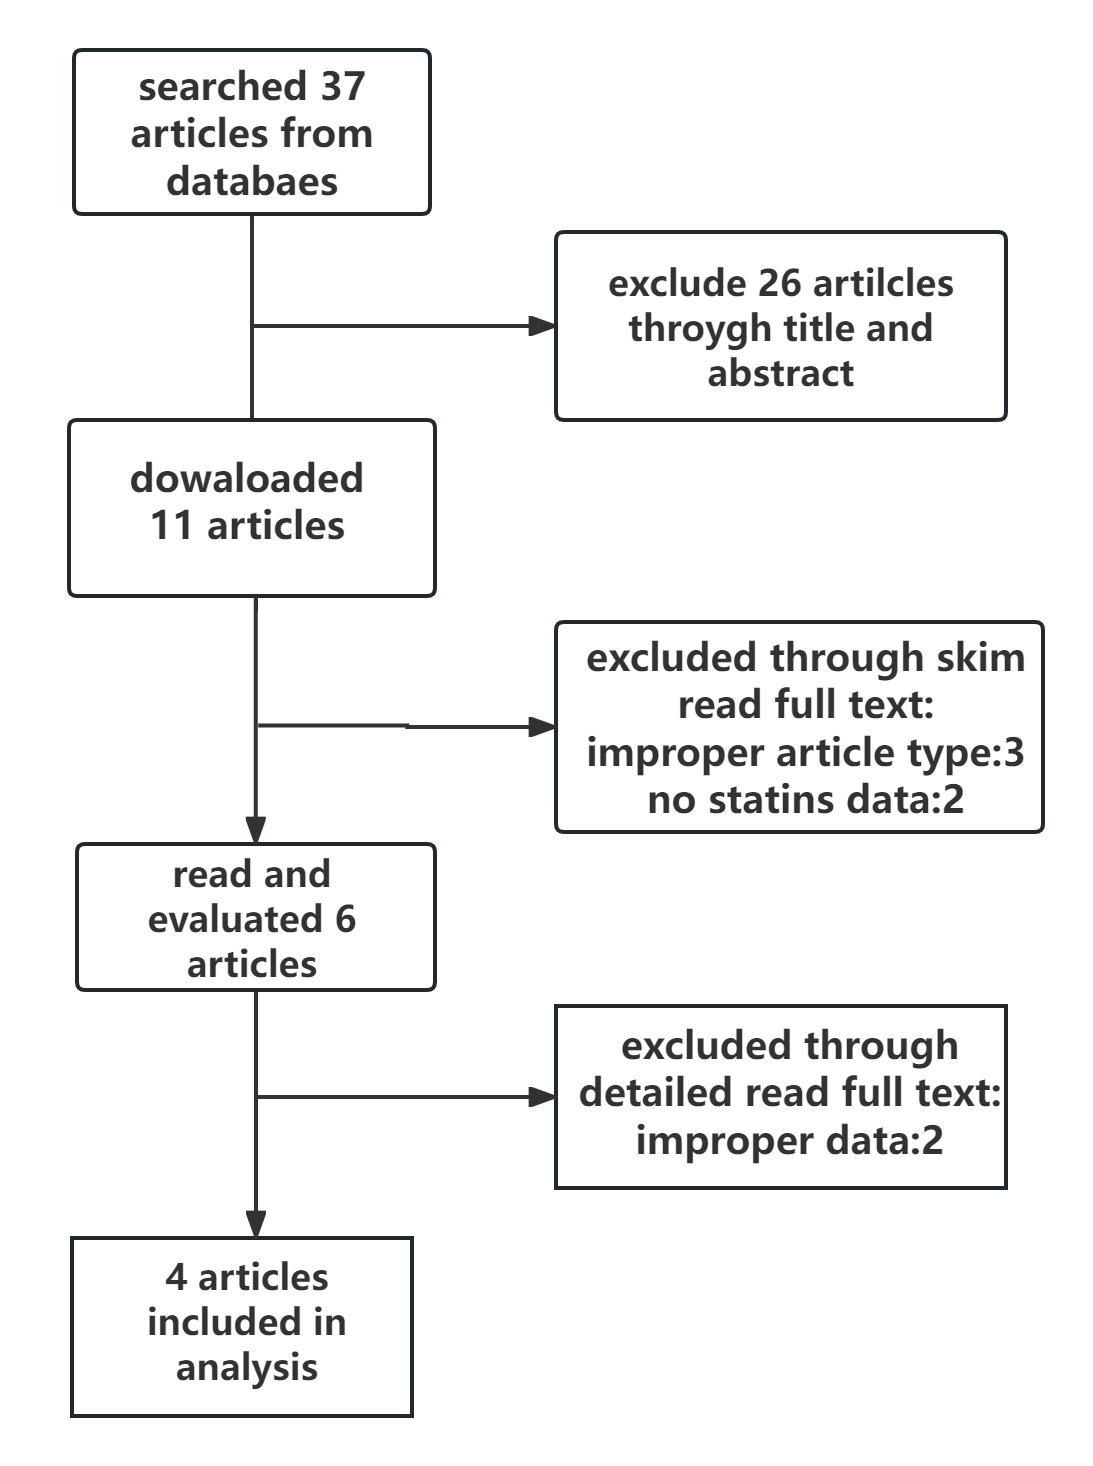 searched 37
articles from
databaes
exclude 26 artilcles
throygh title and
abstract
dowaloaded
11 articles
excluded through skim
read full text:
improper article type:3
no statins data:2
read and
evaluated 6
articles
excluded through
detailed read full text:
improper data:2
4 articles
included in
analysis